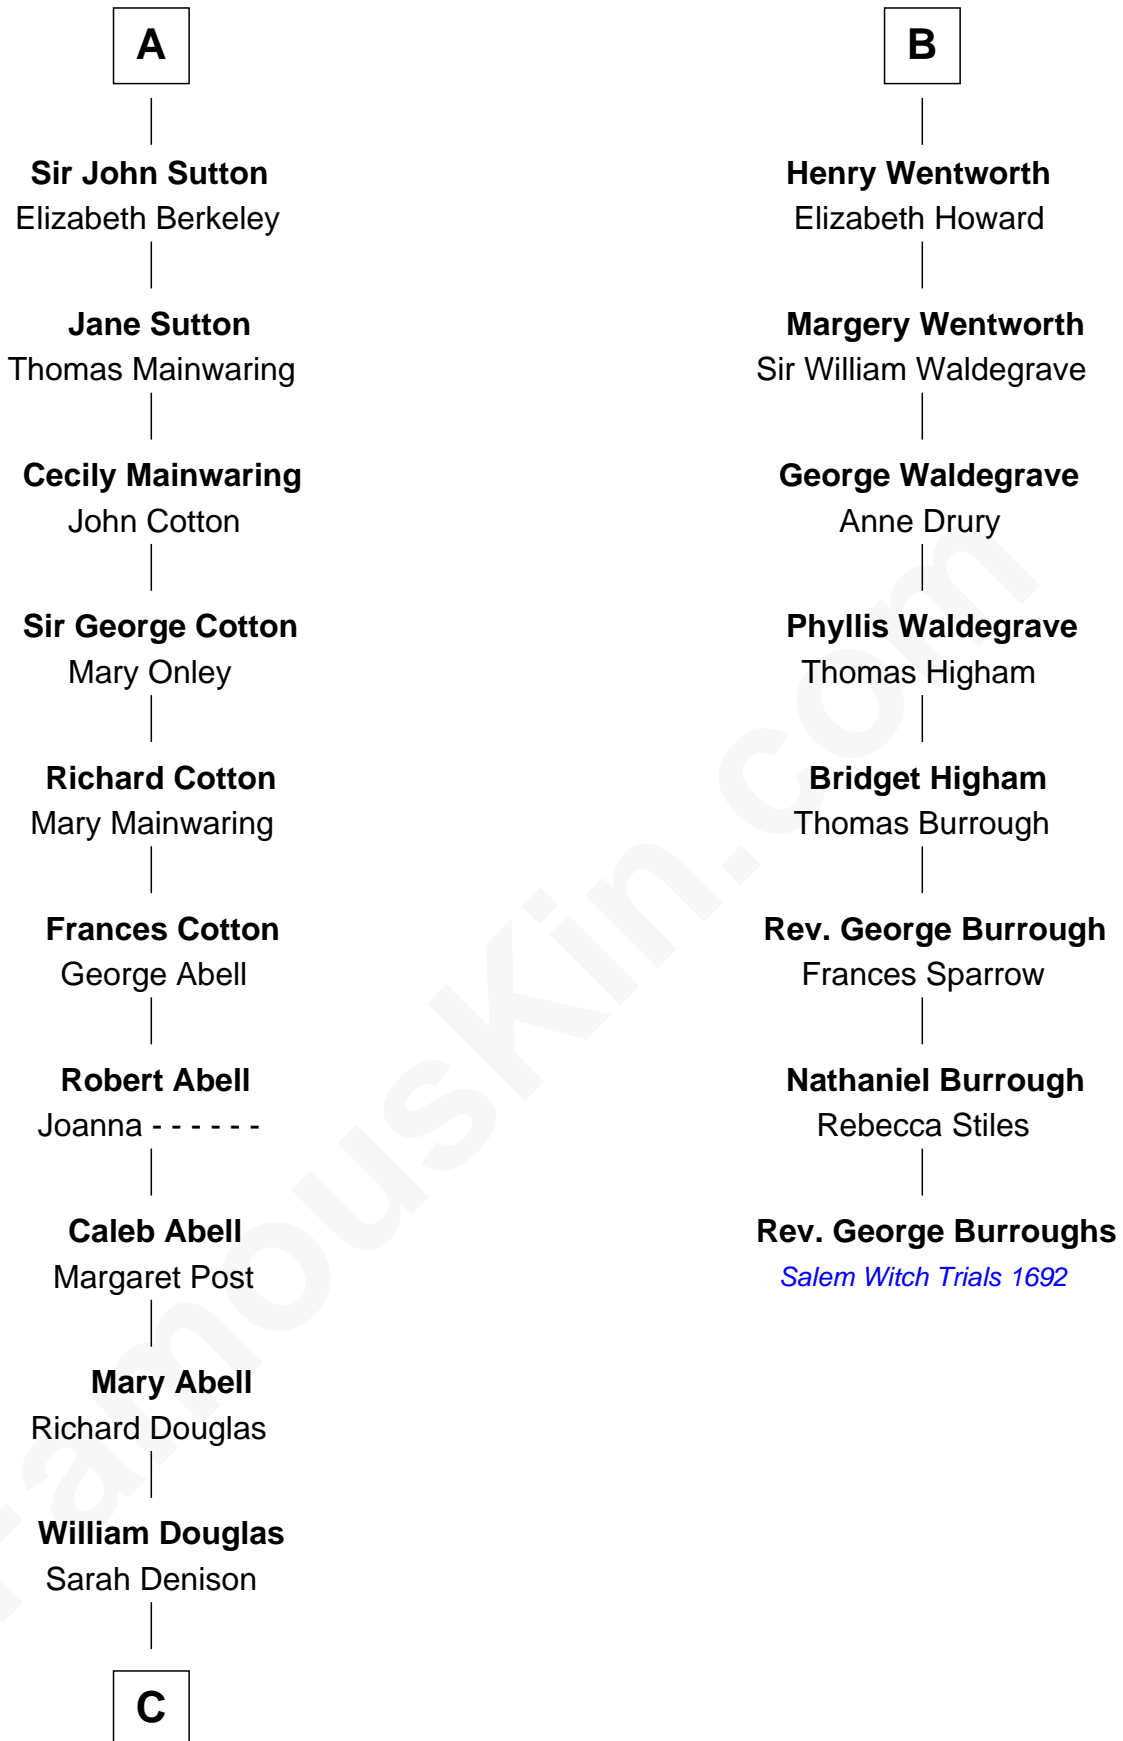 A
Sir John Sutton
Elizabeth Berkeley
Jane Sutton
Thomas Mainwaring
Cecily Mainwaring
John Cotton
Sir George Cotton
Mary Onley
Richard Cotton
Mary Mainwaring
Frances Cotton
George Abell
Robert Abell
Joanna - - - - - -
Caleb Abell
Margaret Post
Mary Abell
Richard Douglas
William Douglas
Sarah Denison
C
B
Henry Wentworth
Elizabeth Howard
Margery Wentworth
Sir William Waldegrave
George Waldegrave
Anne Drury
Phyllis Waldegrave
Thomas Higham
Bridget Higham
Thomas Burrough
Rev. George Burrough
Frances Sparrow
Nathaniel Burrough
Rebecca Stiles
Rev. George Burroughs
Salem Witch Trials 1692
FamousKin.com